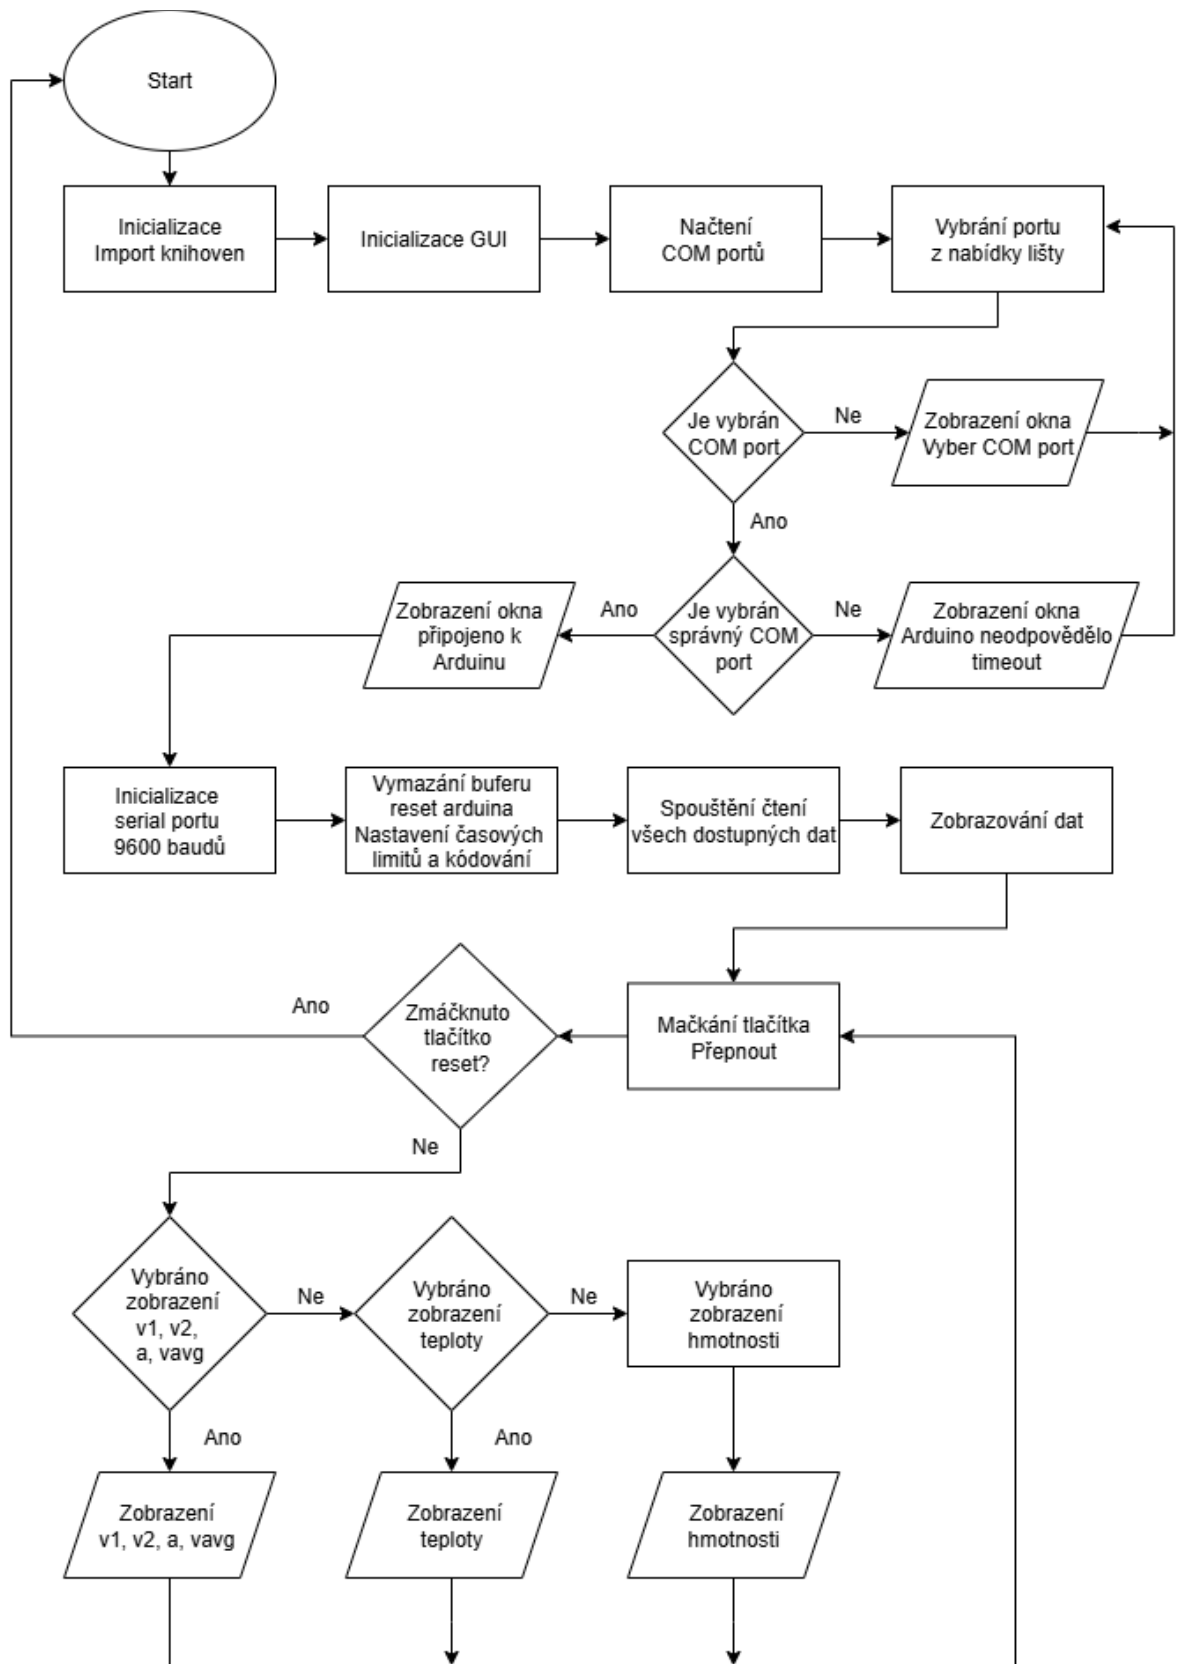 Start
Inicializace
Import knihoven
Inicializace GUI
Načtení
COM portů
Vybrání portu
z nabídky lišty
Je vybrán
COM port
Ne
Zobrazení okna
Vyber COM port
Ano
Zobrazení okna
připojeno k
Arduinu
Ano
Je vybrán
správný COM
port
Ne
Zobrazení okna
Arduino neodpovědělo
timeout
Inicializace
serial portu
9600 baudů
Vymazání buferu
reset arduina
Nastavení časových
limitů a kódování
Spouštění čtení
všech dostupných dat
Zobrazování dat
Ano
Zmáčknuto
tlačítko
reset?
Mačkání tlačítka
Přepnout
Ne
Vybráno
zobrazení
v1, v2,
a, vavg
Ne
Vybráno
zobrazení
teploty
Ne
Vybráno
zobrazení
hmotnosti
Ano
Ano
Zobrazení
v1, v2, a, vavg
Zobrazení
teploty
Zobrazení
hmotnosti